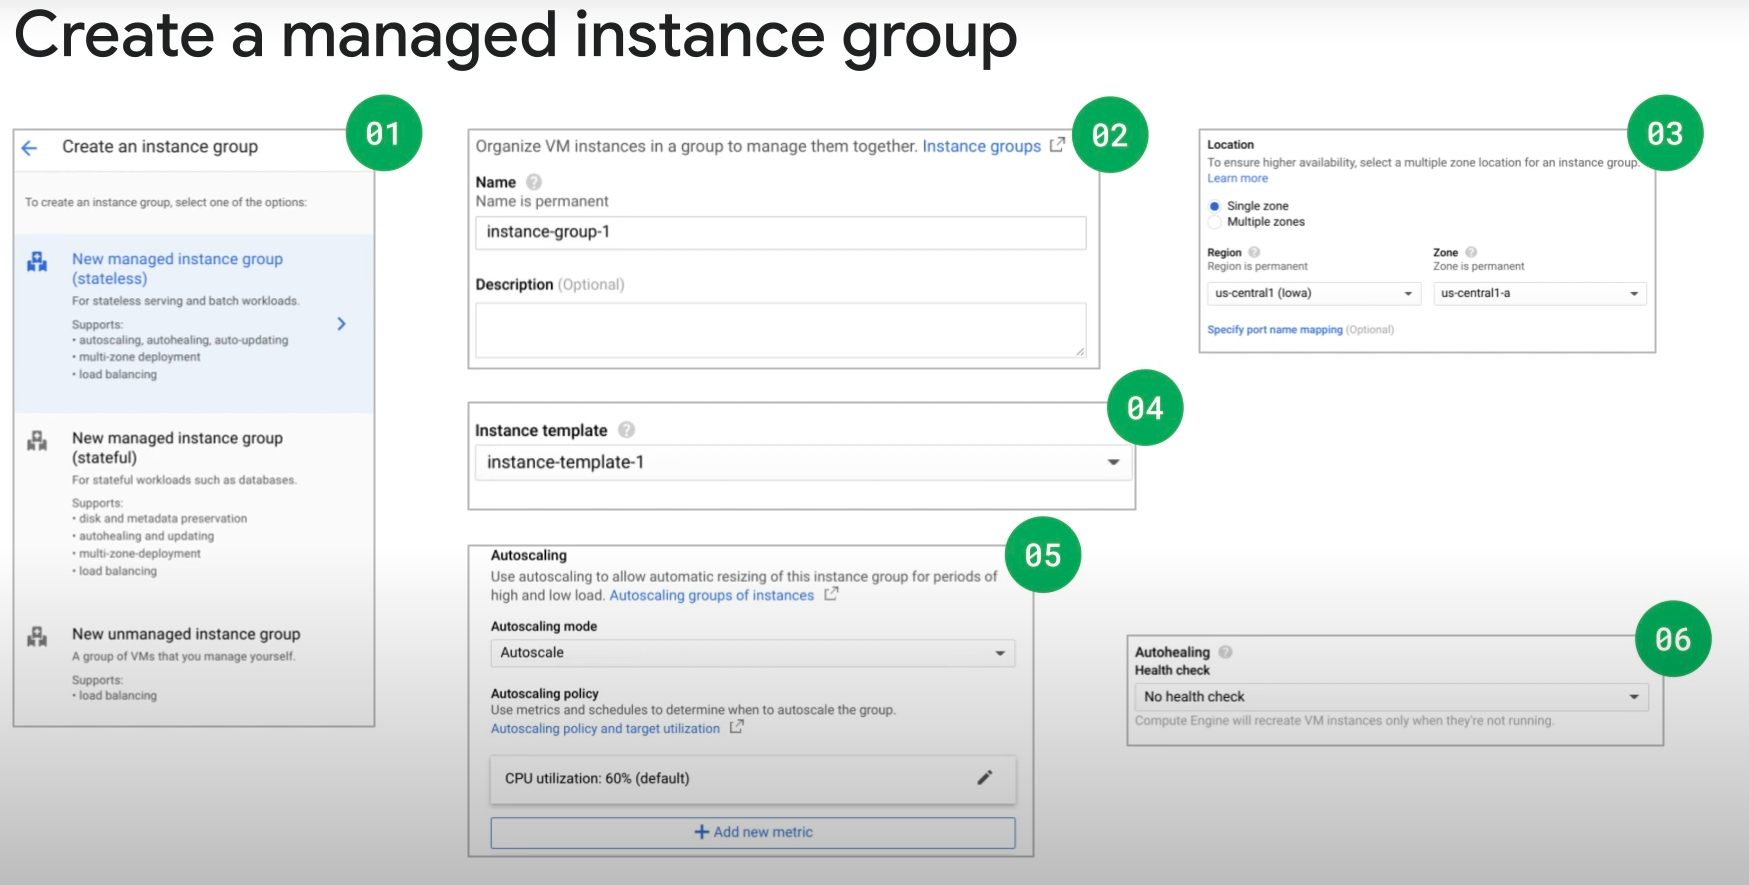 Create a managed instance group
01
Create an instance group
To create an instance group, select one of the options:
New managed instance group
(stateless)
For stateless serving and batch workloads.
Supports:
• autoscaling, autohealing, auto-updating
• multi-zone deployment
• load balancing
New managed instance group
(stateful)
For stateful workloads such as databases.
Supports:
• disk and metadata preservation
• autohealing and updating
• multi-zone-deployment
• load balancing
New unmanaged instance group
A group of VMs that you manage yourself.
Supports:
• load balancing
02
Organize VM instances in a group to manage them together. Instance groups
Name
Name is permanent
instance-group-1
Description (Optional)
03
Location
To ensure higher availability, select a multiple zone location for an instance group.
Learn more
Single zone
Multiple zones
Region
Region is permanent
us-central1 (Iowa)
Zone
Zone is permanent
us-central1-a
Specify port name mapping (Optional)
04
Instance template
instance-template-1
05
Autoscaling
Use autoscaling to allow automatic resizing of this instance group for periods of
high and low load. Autoscaling groups of instances
Autoscaling mode
Autoscale
Autoscaling policy
Use metrics and schedules to determine when to autoscale the group.
Autoscaling policy and target utilization
CPU utilization: 60% (default)
+ Add new metric
06
Autohealing
Health check
No health check
Compute Engine will recreate VM instances only when they're not running.